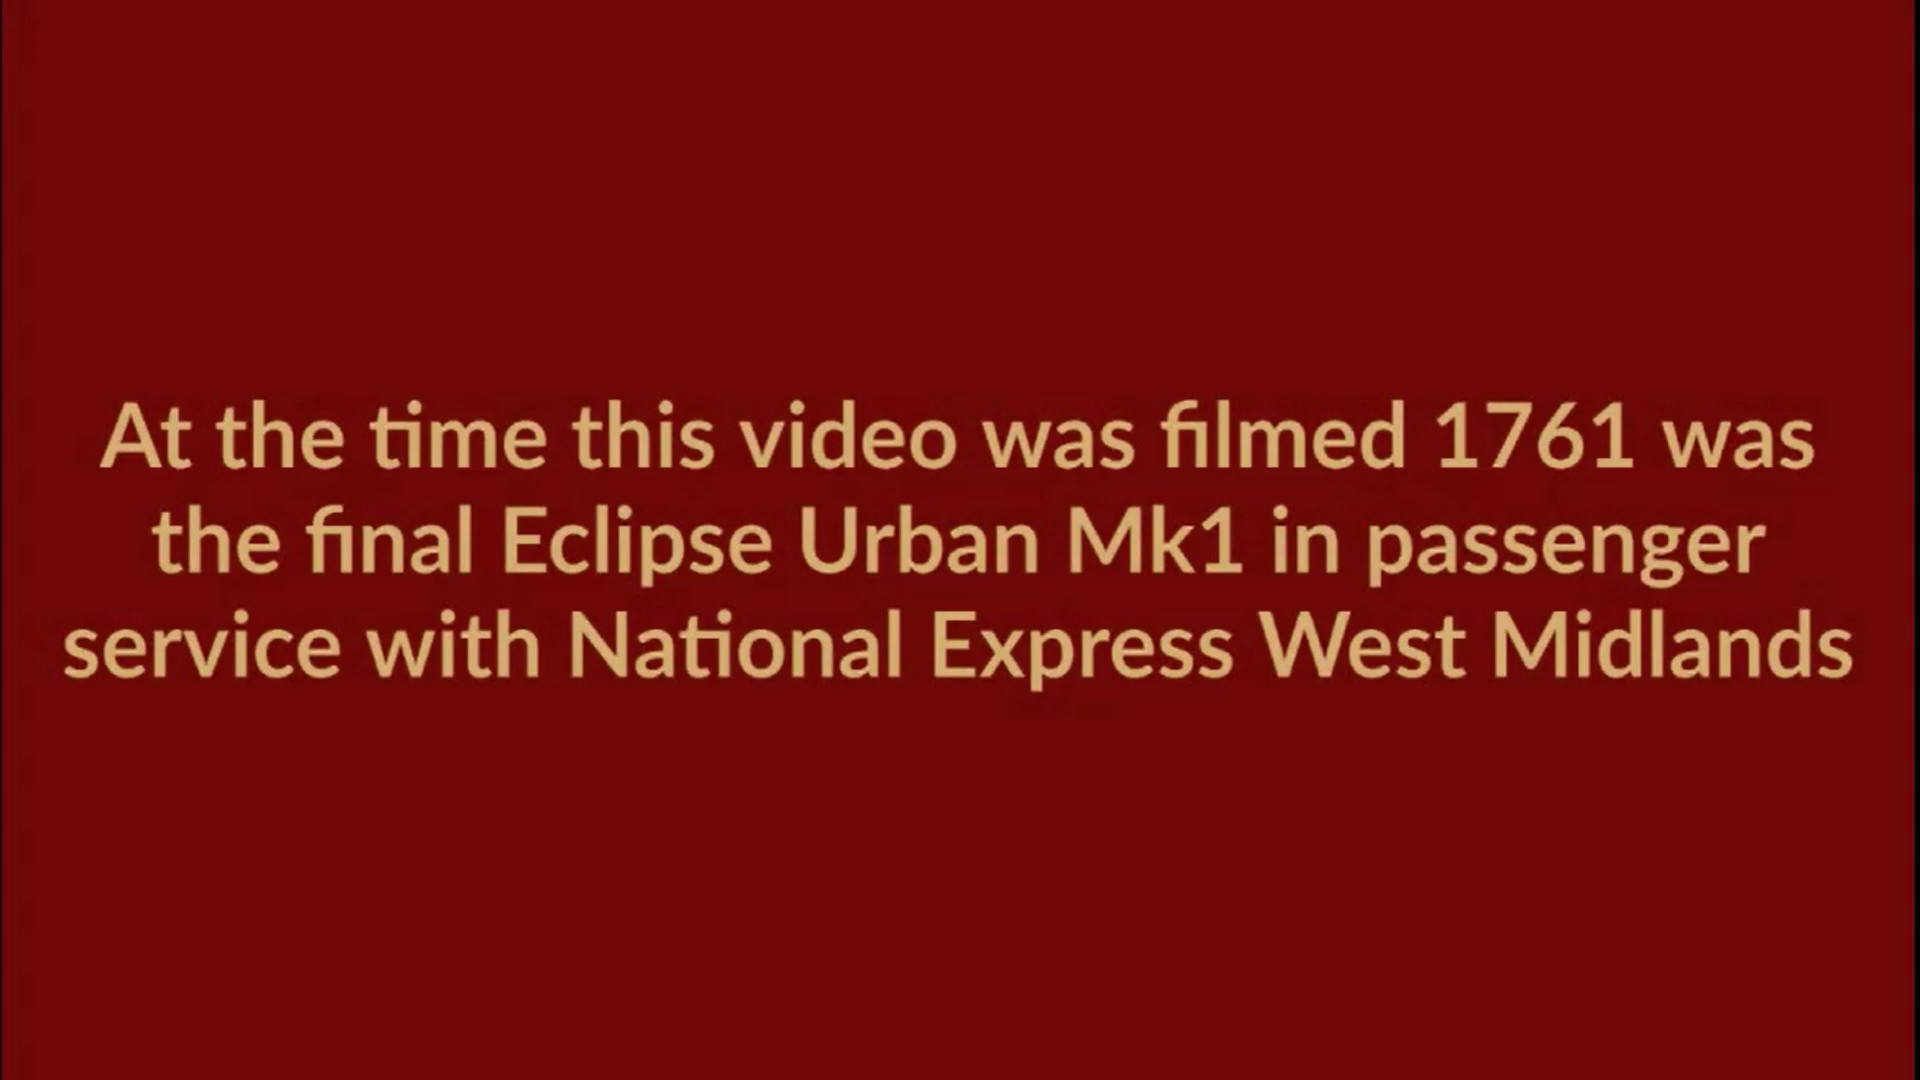 At the time this video was filmed 1761 was
the final Eclipse Urban Mk1 in passenger
service with National Express West Midlands